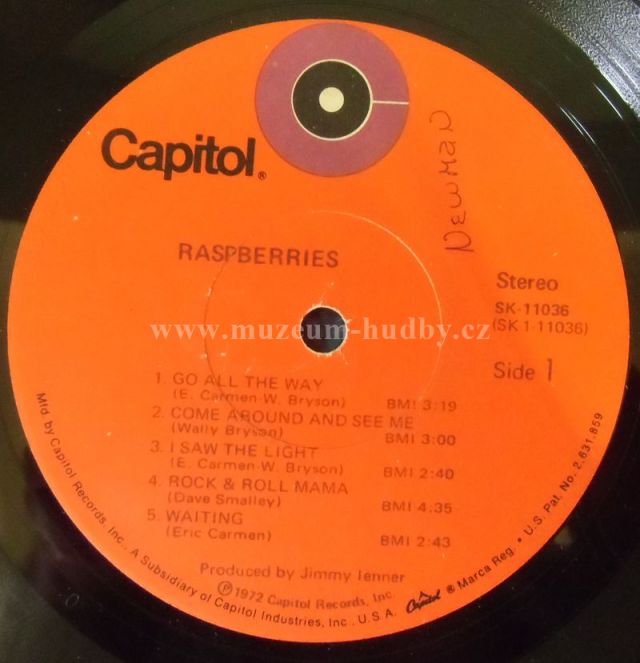 Capitol®
Newman
RASPBERRIES
Stereo
SK-11036
(SK 1-11036)
www.muzeum-hudby.cz
Side 1
1. GO ALL THE WAY
(E. Carmen-W. Bryson) BMI 3:19
2. COME AROUND AND SEE ME
(Wally Bryson) BMI 3:00
3. I SAW THE LIGHT
(E. Carmen-W. Bryson) BMI 2:40
4. ROCK & ROLL MAMA
(Dave Smalley) BMI 4:35
5. WAITING
(Eric Carmen) BMI 2:43
Produced by Jimmy Ienner
℗1972 Capitol Records, Inc.
Mfd. by Capitol Records, Inc., A Subsidiary of Capitol Industries, Inc., U.S.A. Capitol ® Marca Reg. • U.S. Pat. No. 2,631,859